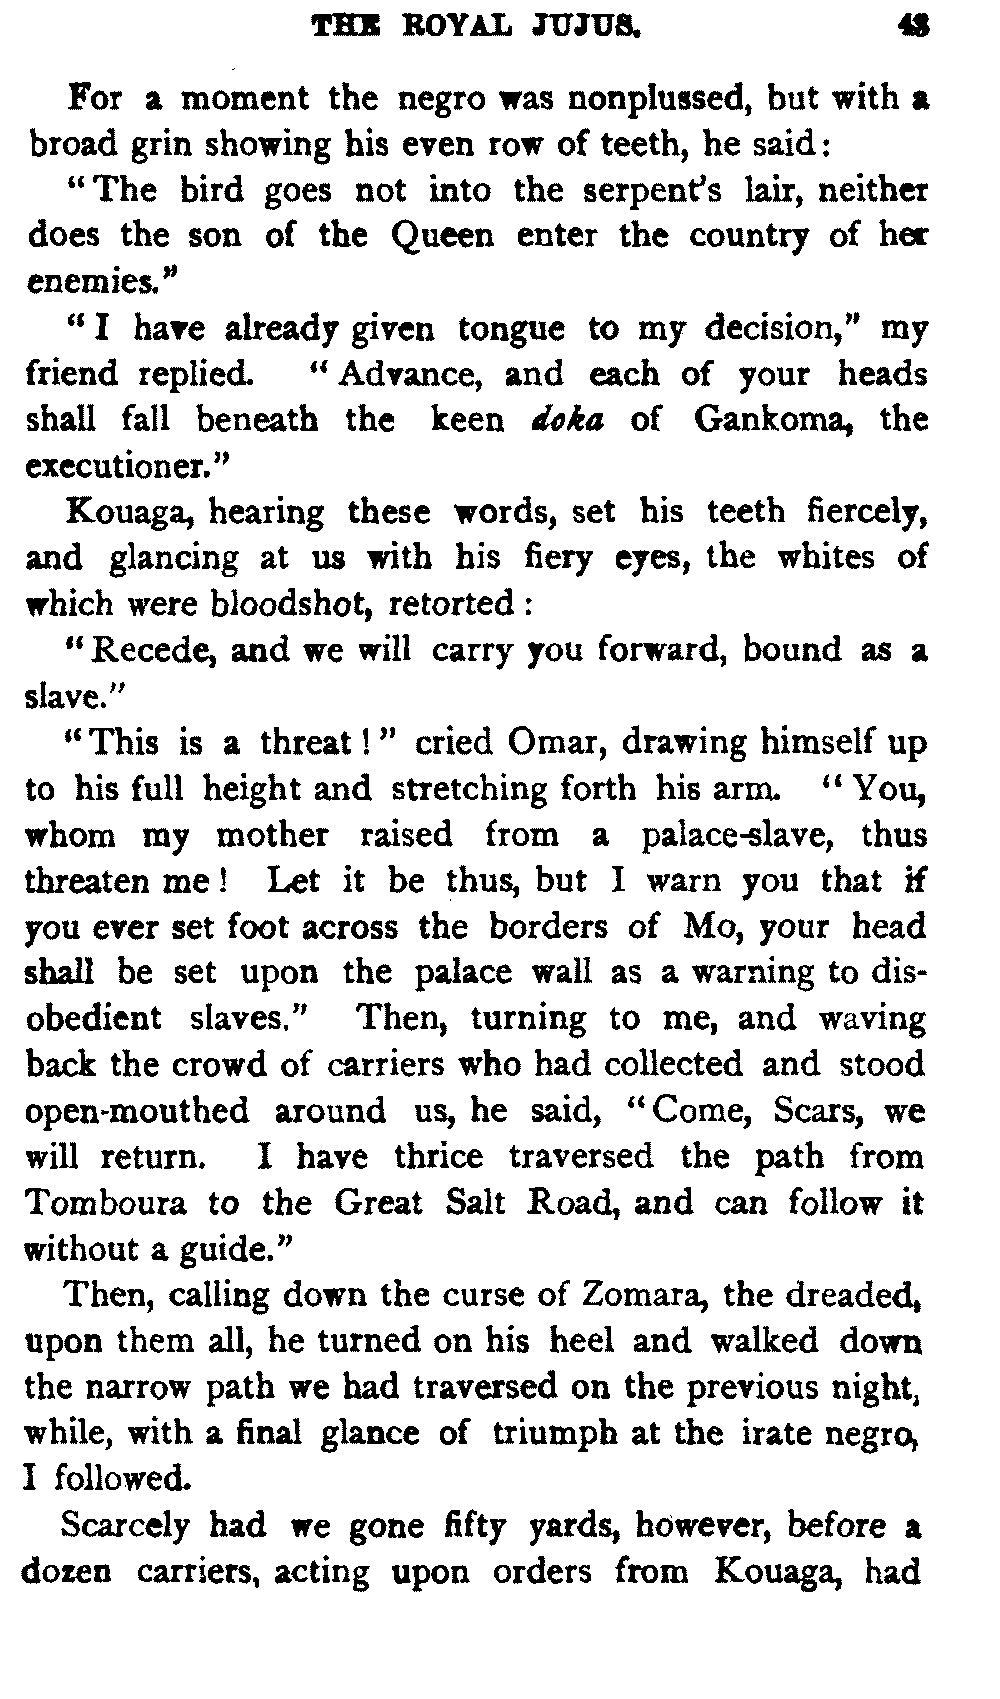 THE ROYAL JUJUS. 43
For a moment the negro was nonplussed, but with a
broad grin showing his even row of teeth, he said:
"The bird goes not into the serpent's lair, neither
does the son of the Queen enter the country of her
enemies."
"I have already given tongue to my decision," my
friend replied. "Advance, and each of your heads
shall fall beneath the keen doka of Gankoma, the
executioner."
Kouaga, hearing these words, set his teeth fiercely,
and glancing at us with his fiery eyes, the whites of
which were bloodshot, retorted:
"Recede, and we will carry you forward, bound as a
slave."
"This is a threat!" cried Omar, drawing himself up
to his full height and stretching forth his arm. "You,
whom my mother raised from a palace-slave, thus
threaten me! Let it be thus, but I warn you that if
you ever set foot across the borders of Mo, your head
shall be set upon the palace wall as a warning to dis-
obedient slaves." Then, turning to me, and waving
back the crowd of carriers who had collected and stood
open-mouthed around us, he said, "Come, Scars, we
will return. I have thrice traversed the path from
Tomboura to the Great Salt Road, and can follow it
without a guide."
Then, calling down the curse of Zomara, the dreaded,
upon them all, he turned on his heel and walked down
the narrow path we had traversed on the previous night,
while, with a final glance of triumph at the irate negro,
I followed.
Scarcely had we gone fifty yards, however, before a
dozen carriers, acting upon orders from Kouaga, had